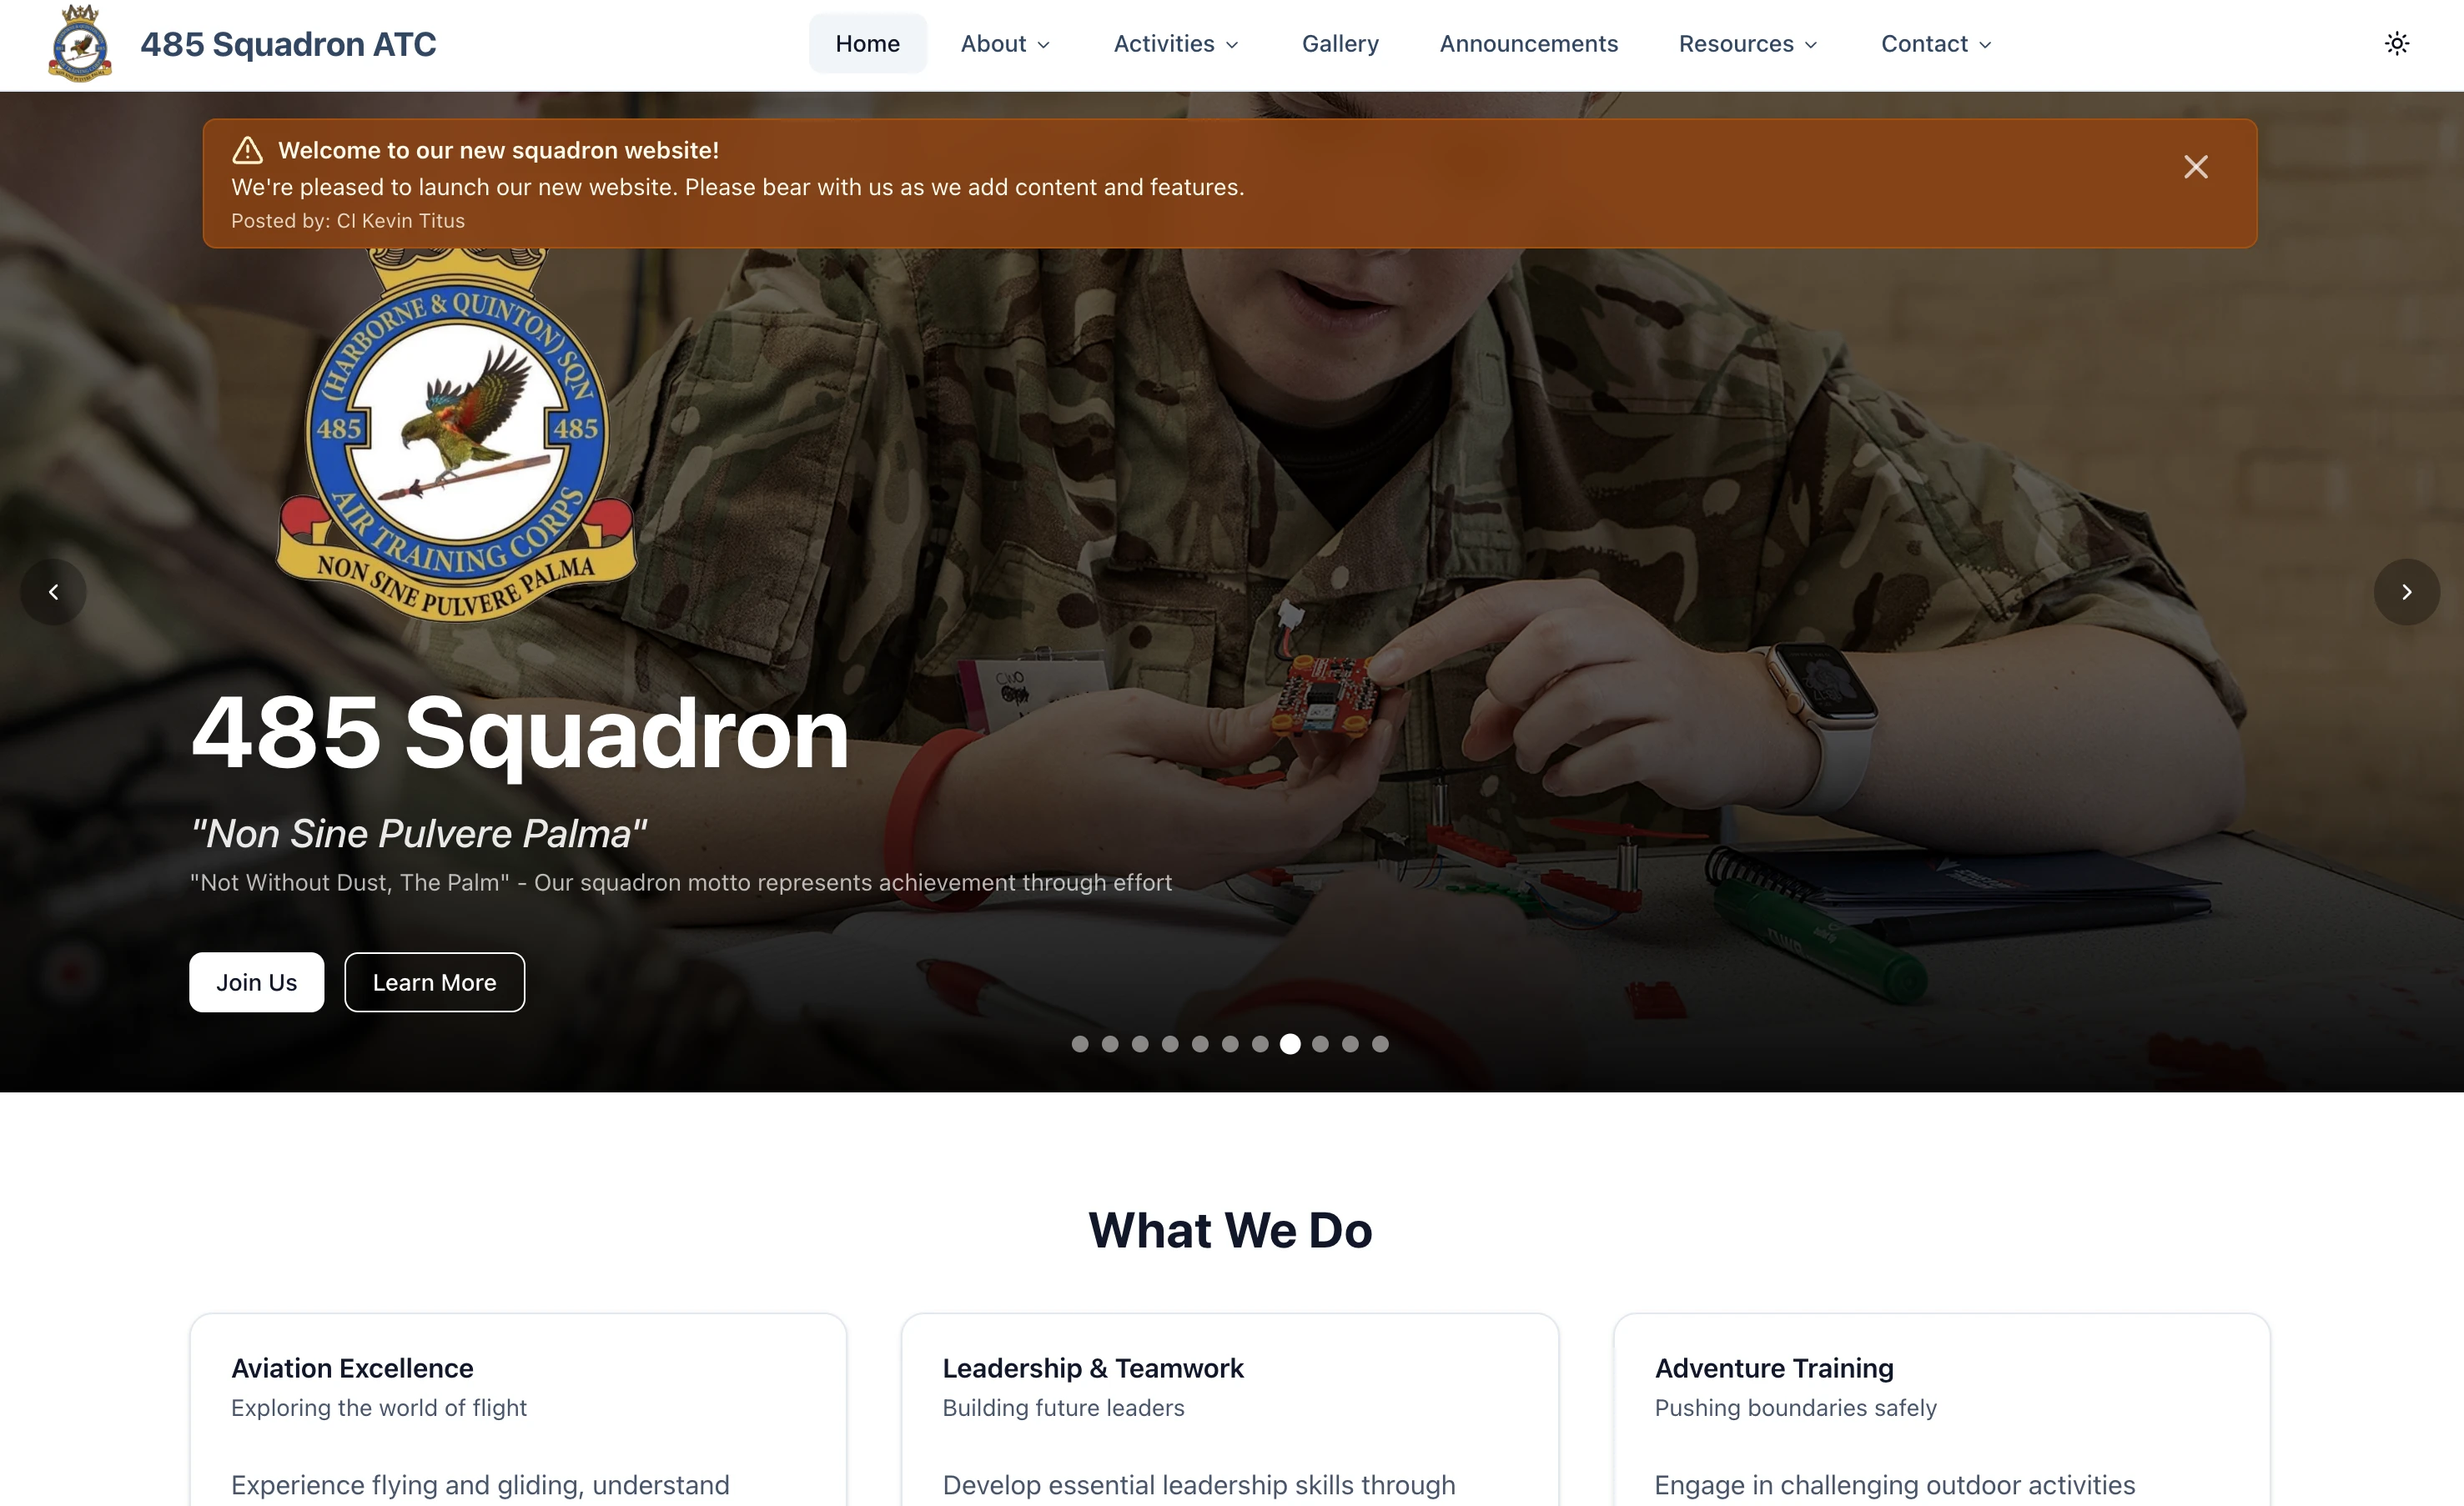 485 Squadron ATC
Home
About
Activities
Gallery
Announcements
Resources
Contact
Welcome to our new squadron website!
We're pleased to launch our new website. Please bear with us as we add content and features.
Posted by: CI Kevin Titus
(HARBORNE & QUINTON) SQN
485 485
AIR TRAINING CORPS
NON SINE PULVERE PALMA
CWO
485 Squadron
"Non Sine Pulvere Palma"
"Not Without Dust, The Palm" - Our squadron motto represents achievement through effort
Join Us
Learn More
What We Do
Aviation Excellence
Exploring the world of flight
Experience flying and gliding, understand
Leadership & Teamwork
Building future leaders
Develop essential leadership skills through
Adventure Training
Pushing boundaries safely
Engage in challenging outdoor activities